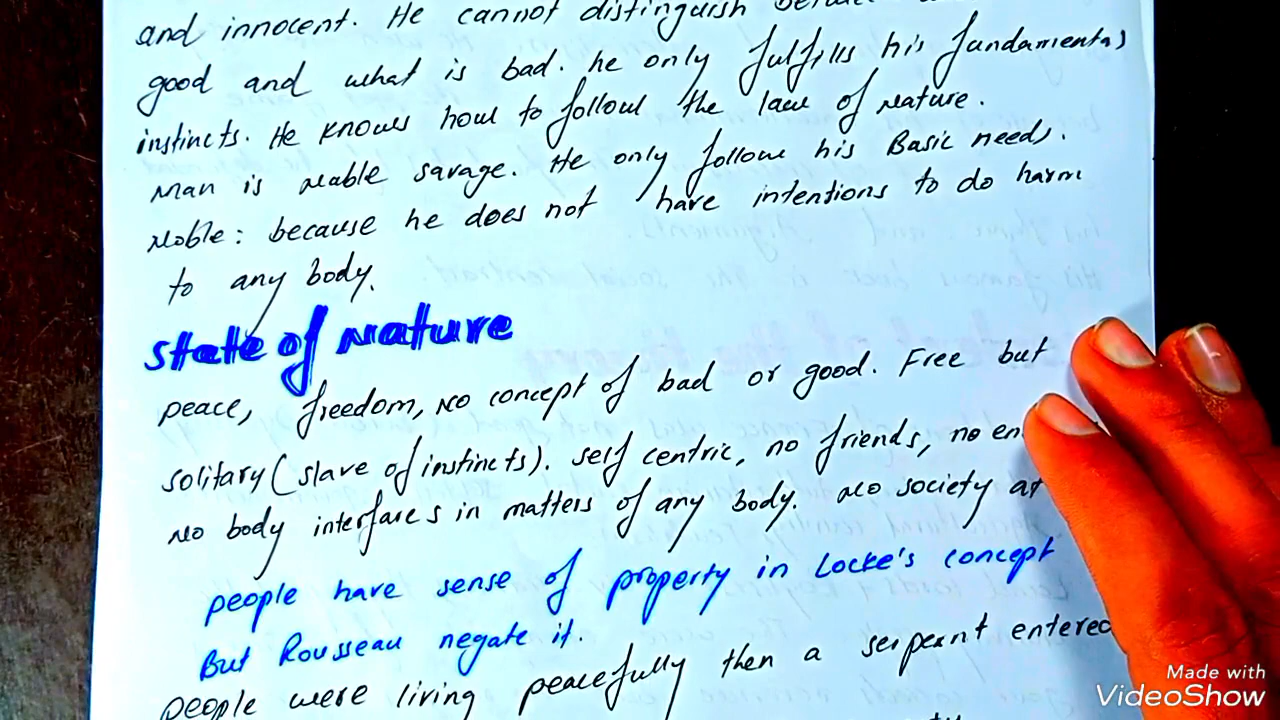 and innocent. He cannot distinguish
good and what is bad. he only fulfills his fundamental
instincts. He knows how to follow the law of nature.
Man is noble savage. He only follow his Basic needs.
Noble: because he does not have intentions to do harm
to any body.
State of Nature
peace, freedom, no concept of bad or good. Free but
solitary (slave of instincts). self centric, no friends, no
No body interfares in matters of any body. No society at
people have sense of property in Locke's concept
But Rousseau negate it.
people were living peacefully then a serpent entered
Made with
VideoShow